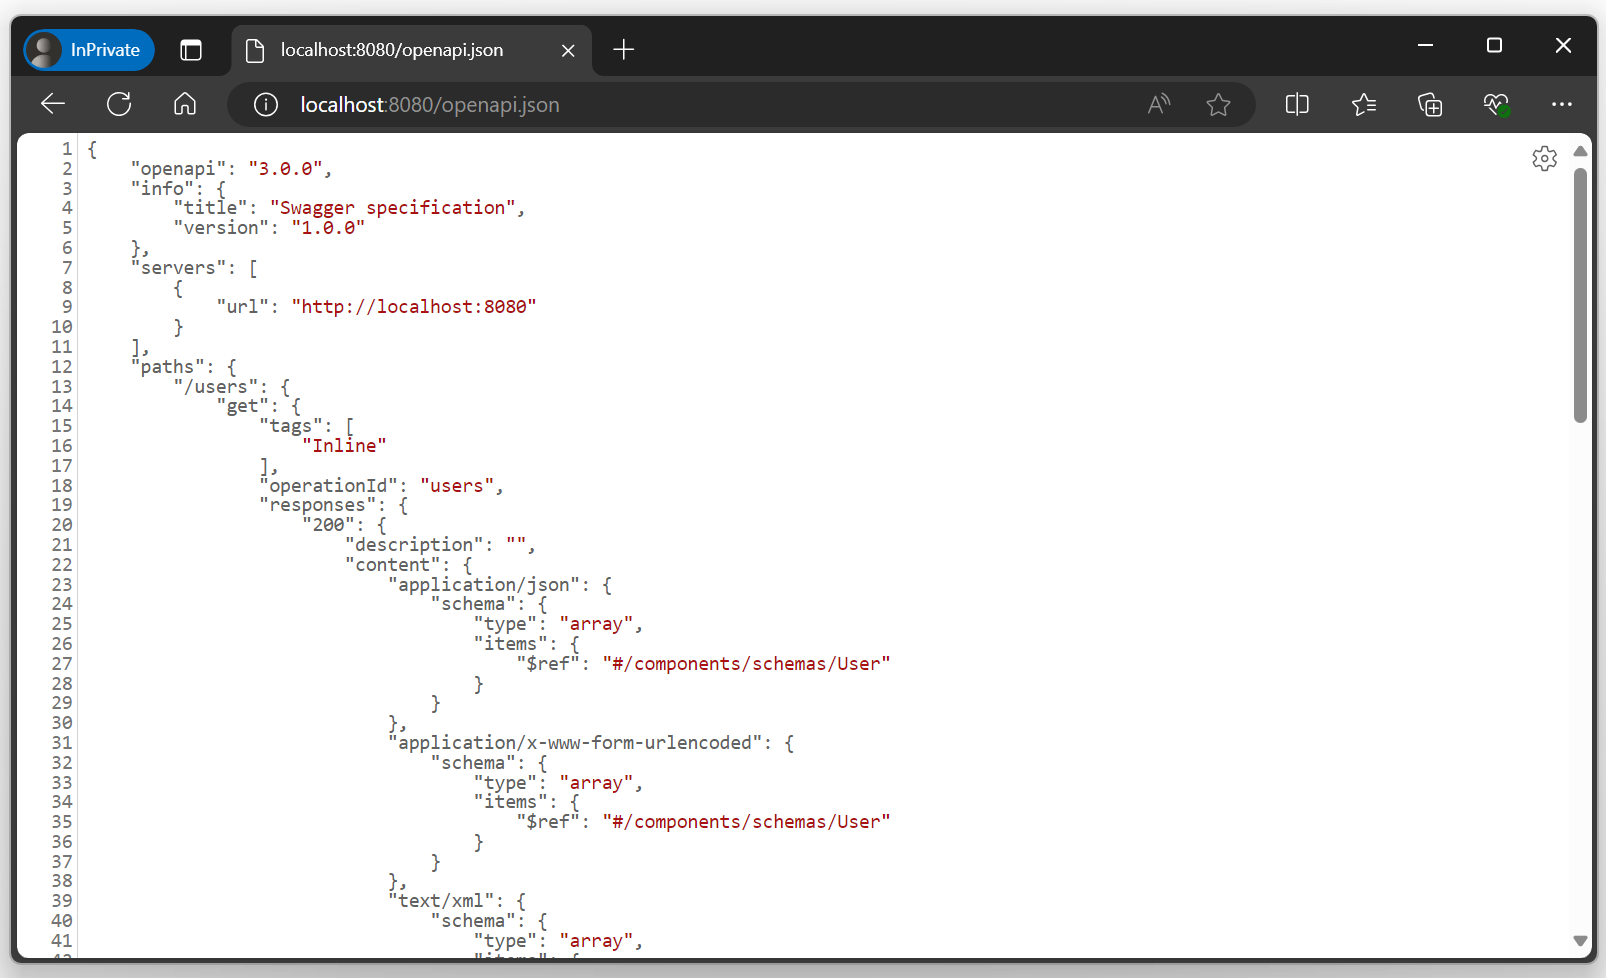 InPrivate
localhost:8080/openapi.json
localhost:8080/openapi.json
1 {
2     "openapi": "3.0.0",
3     "info": {
4         "title": "Swagger specification",
5         "version": "1.0.0"
6     },
7     "servers": [
8         {
9             "url": "http://localhost:8080"
10         }
11     ],
12     "paths": {
13         "/users": {
14             "get": {
15                 "tags": [
16                     "Inline"
17                 ],
18                 "operationId": "users",
19                 "responses": {
20                     "200": {
21                         "description": "",
22                         "content": {
23                             "application/json": {
24                                 "schema": {
25                                     "type": "array",
26                                     "items": {
27                                         "$ref": "#/components/schemas/User"
28                                     }
29                                 }
30                             },
31                             "application/x-www-form-urlencoded": {
32                                 "schema": {
33                                     "type": "array",
34                                     "items": {
35                                         "$ref": "#/components/schemas/User"
36                                     }
37                                 }
38                             },
39                             "text/xml": {
40                                 "schema": {
41                                     "type": "array",